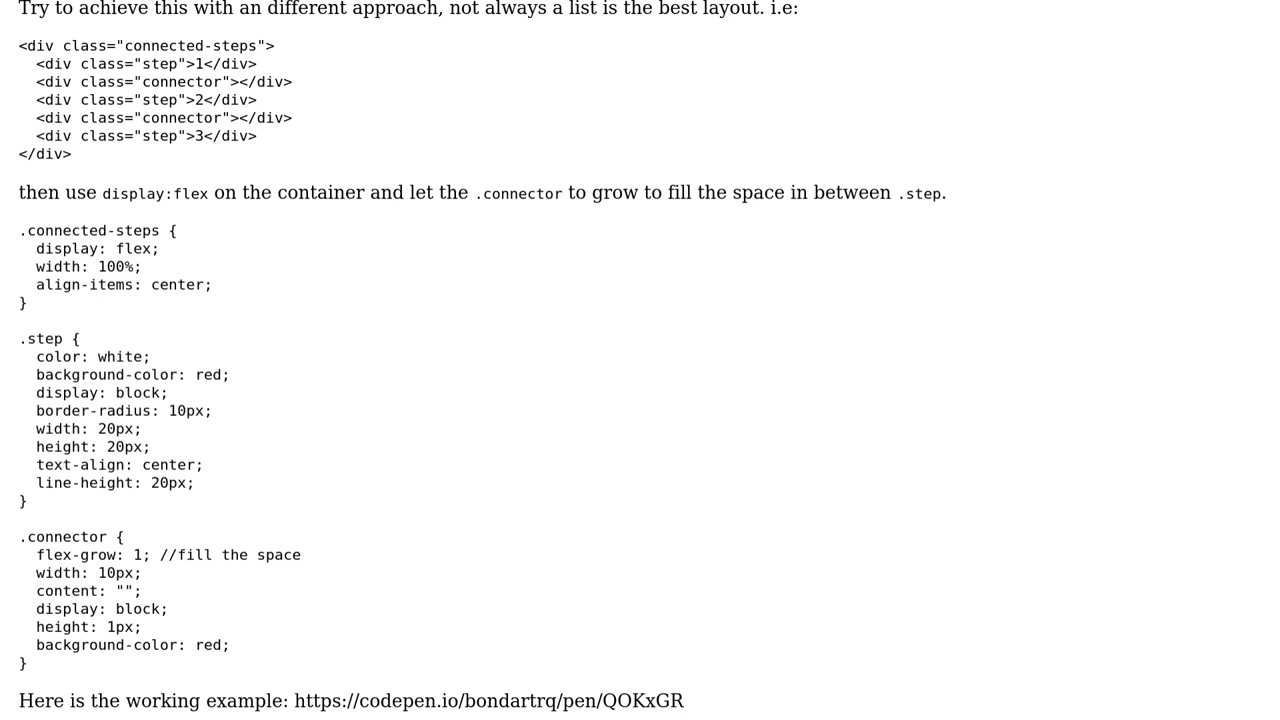 Try to achieve this with an different approach, not always a list is the best layout. i.e:
<div class="connected-steps">
  <div class="step">1</div>
  <div class="connector"></div>
  <div class="step">2</div>
  <div class="connector"></div>
  <div class="step">3</div>
</div>
then use display:flex on the container and let the .connector to grow to fill the space in between .step.
.connected-steps {
  display: flex;
  width: 100%;
  align-items: center;
}
.step {
  color: white;
  background-color: red;
  display: block;
  border-radius: 10px;
  width: 20px;
  height: 20px;
  text-align: center;
  line-height: 20px;
}
.connector {
  flex-grow: 1; //fill the space
  width: 10px;
  content: "";
  display: block;
  height: 1px;
  background-color: red;
}
Here is the working example: https://codepen.io/bondartrq/pen/QOKxGR